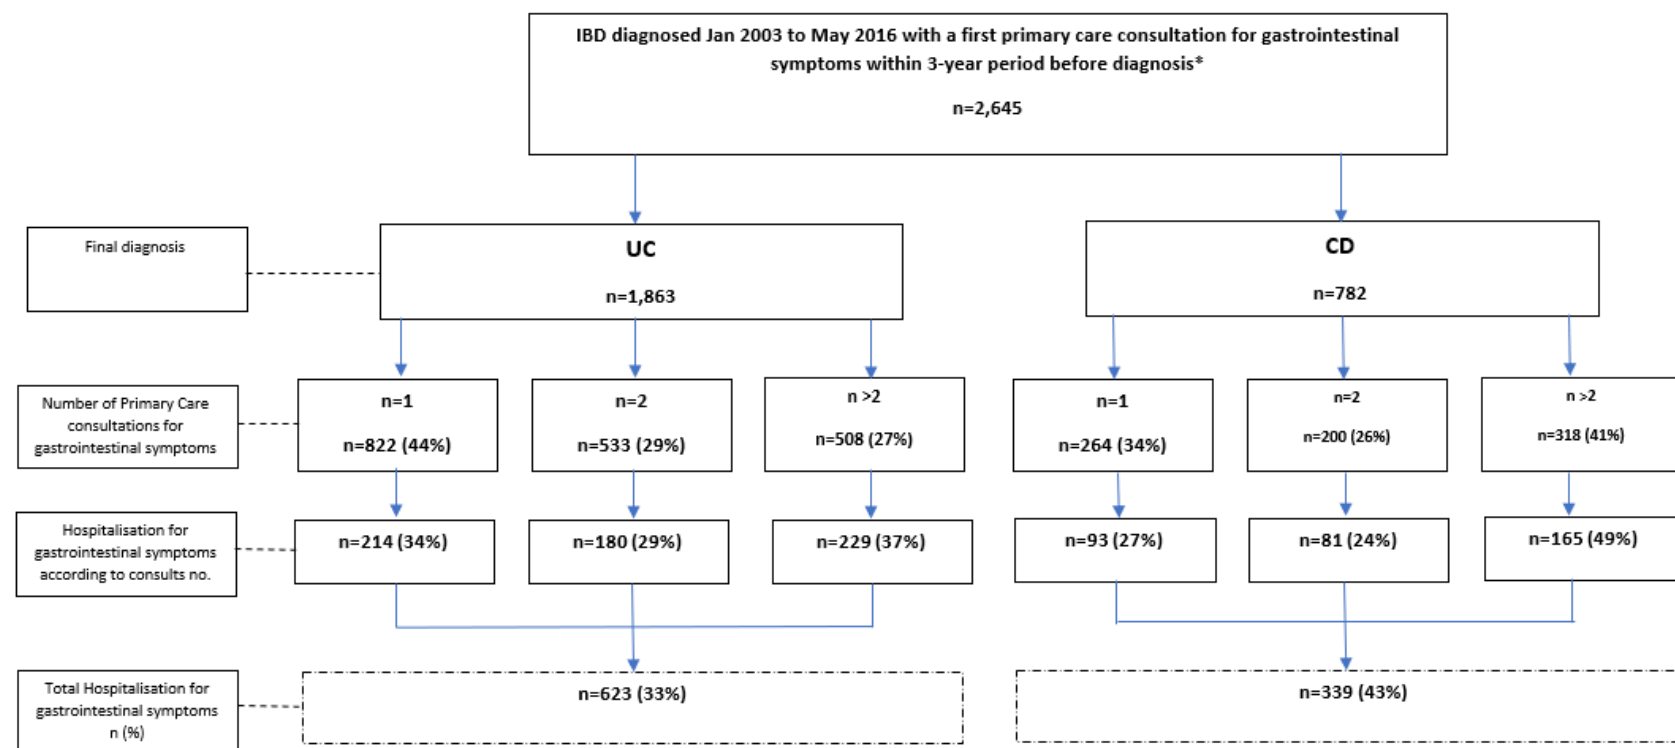 IBD diagnosed Jan 2003 to May 2016 with a first primary care consultation for gastrointestinal
symptoms within 3-year period before diagnosis*
n=2,645
Final diagnosis
UC
n=1,863
CD
n=782
Number of Primary Care
consultations for
gastrointestinal symptoms
n=1
n=822 (44%)
n=2
n=533 (29%)
n >2
n=508 (27%)
n=1
n=264 (34%)
n=2
n=200 (26%)
n >2
n=318 (41%)
Hospitalisation for
gastrointestinal symptoms
according to consults no.
n=214 (34%)
n=180 (29%)
n=229 (37%)
n=93 (27%)
n=81 (24%)
n=165 (49%)
Total Hospitalisation for
gastrointestinal symptoms
n (%)
n=623 (33%)
n=339 (43%)